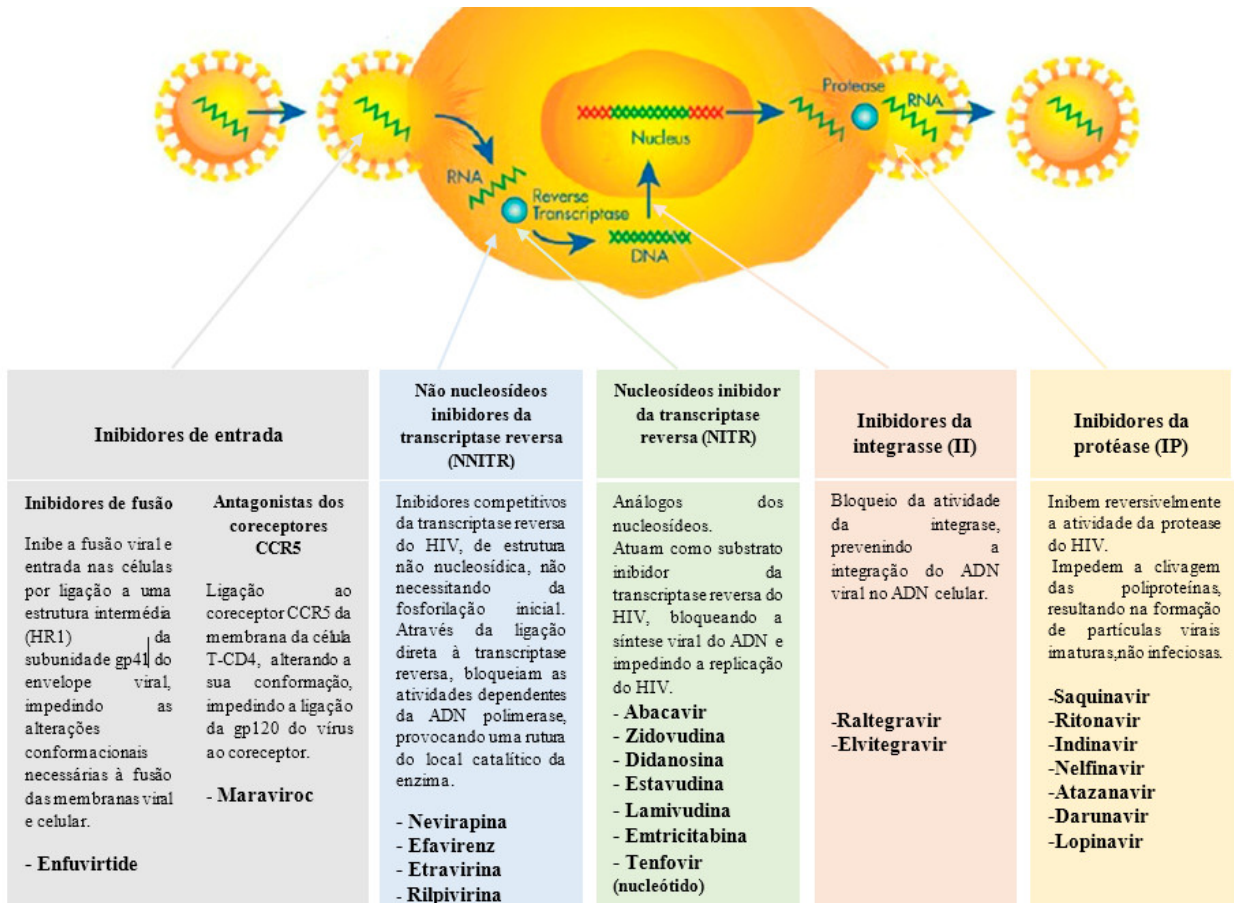 Protease
RNA
Nucleus
RNA
Reverse
Transcriptase
DNA
Inibidores de entrada
Inibidores de fusão
Inibe a fusão viral e
entrada nas células
por ligação a uma
estrutura intermédia
(HR1) da
subunidade gp41 do
envelope viral,
impedindo as
alterações
conformacionais
necessárias à fusão
das membranas viral
e celular.
- Enfuvirtide
Antagonistas dos
coreceptores
CCR5
Ligação ao
coreceptor CCR5 da
membrana da célula
T-CD4, alterando a
sua conformação,
impedindo a ligação
da gp120 do vírus
ao coreceptor.
- Maraviroc
Não nucleosídeos
inibidores da
transcriptase reversa
(NNITR)
Inibidores competitivos
da transcriptase reversa
do HIV, de estrutura
não nucleosídica, não
necessitando da
fosforilação inicial.
Através da ligação
direta à transcriptase
reversa, bloqueiam as
atividades dependentes
da ADN polimerase,
provocando uma rutura
do local catalítico da
enzima.
- Nevirapina
- Efavirenz
- Etravirina
- Rilpivirina
Nucleosídeos inibidor
da transcriptase
reversa (NITR)
Análogos dos
nucleosídeos.
Atuam como substrato
inibidor da
transcriptase reversa do
HIV, bloqueando a
síntese viral do ADN e
impedindo a replicação
do HIV.
- Abacavir
- Zidovudina
- Didanosina
- Estavudina
- Lamivudina
- Emtricitabina
- Tenfovir
(nucleótido)
Inibidores da
integrasse (II)
Bloqueio da atividade
da integrase,
prevenindo a
integração do ADN
viral no ADN celular.
-Raltegravir
-Elvitegravir
Inibidores da
protéase (IP)
Inibem reversivelmente
a atividade da protease
do HIV.
Impedem a clivagem
das poliproteínas,
resultando na formação
de partículas virais
imaturas,não infeciosas.
-Saquinavir
-Ritonavir
-Indinavir
-Nelfinavir
-Atazanavir
-Darunavir
-Lopinavir